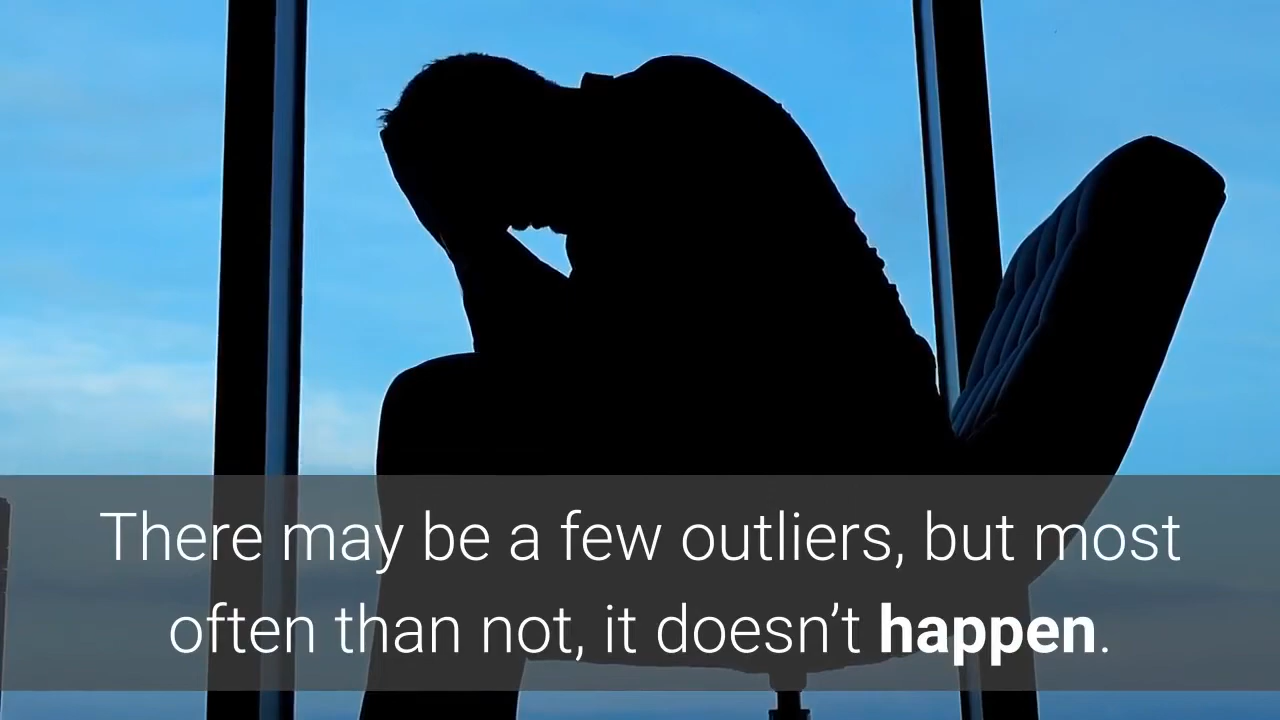 There may be a few outliers, but most
often than not, it doesn’t happen.